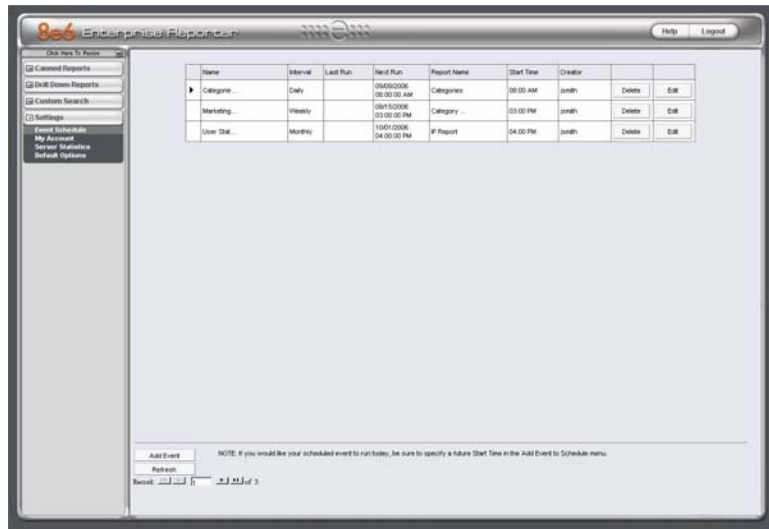 8e6 Enterprise Reporter
Help Logout
Click Here To Resize
Canned Reports
Drill Down Reports
Custom Search
Settings
Event Schedule
My Account
Server Statistics
Default Options
Name Interval Last Run Next Run Report Name Start Time Creator
Categorie... Daily 09/09/2006 08:00:00 AM Categories 08:00 AM jsmith Delete Edit
Marketing... Weekly 09/15/2006 03:00:00 PM Category ... 03:00 PM jsmith Delete Edit
User Stat... Monthly 10/01/2006 04:00:00 PM IP Report 04:00 PM jsmith Delete Edit
Add Event
NOTE: If you would like your scheduled event to run today, be sure to specify a future Start Time in the Add Event to Schedule menu.
Refresh
Record: 1 of 3